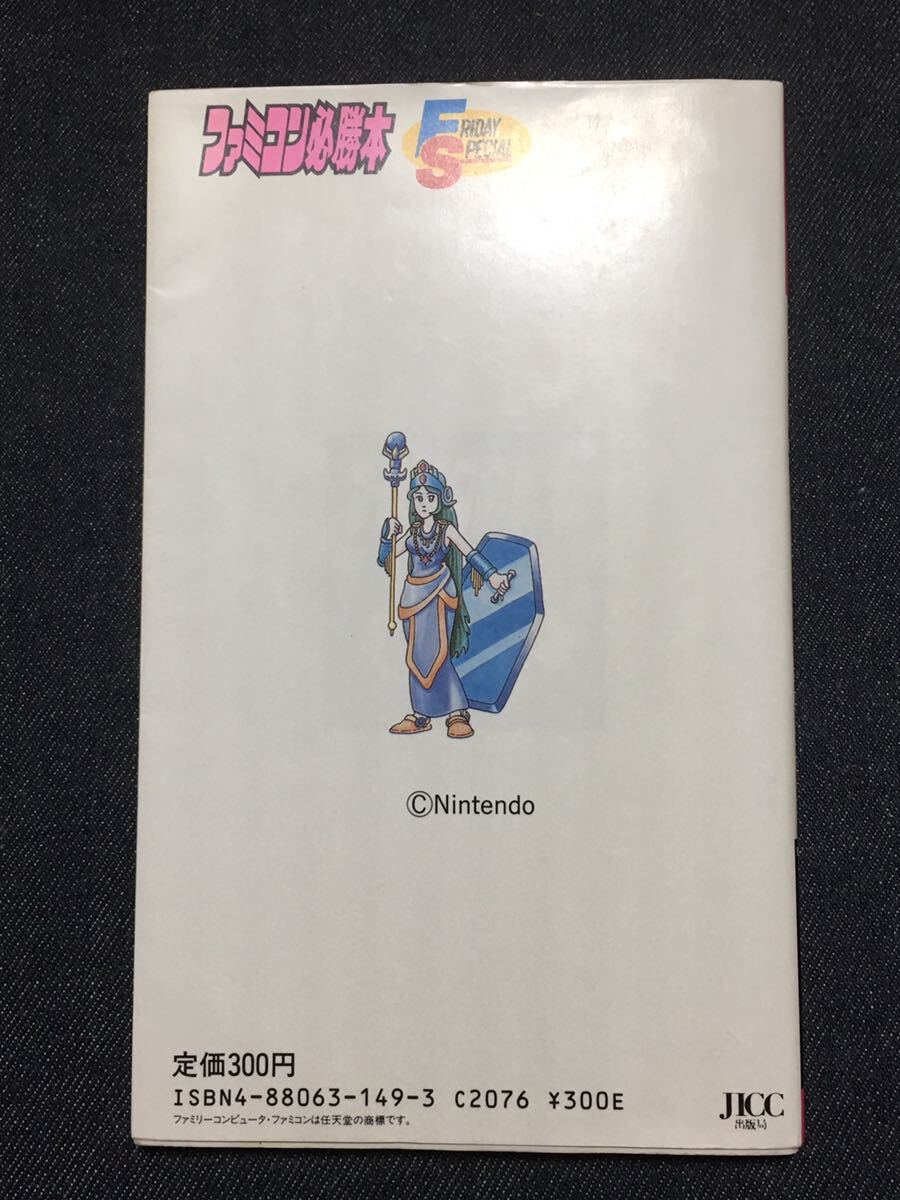 ファミコン必勝本
FRIDAY
SPECIAL
©Nintendo
定価300円
ISBN4-88063-149-3 C2076 ¥300E
ファミリーコンピュータ・ファミコンは任天堂の商標です。
JICC
出版局